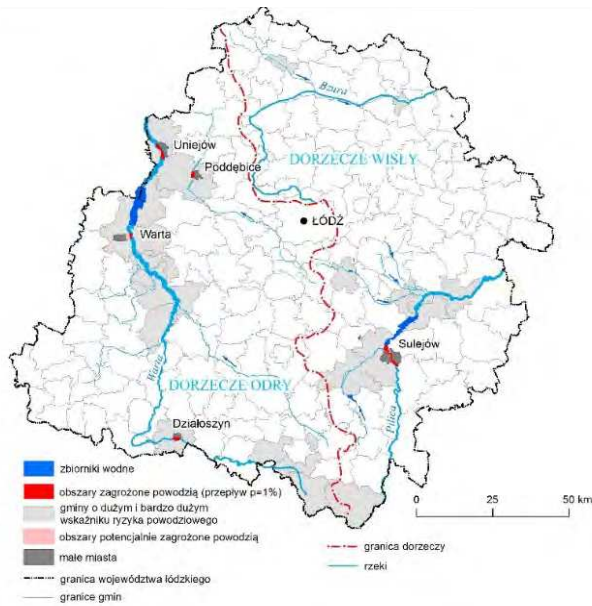 Bzura
Uniejów
Poddębice
DORZECZE WISŁY
ŁÓDŹ
Warta
Sulejów
Warta
DORZECZE ODRY
Pilica
Działoszyn
zbiorniki wodne
obszary zagrożone powodzią (przepływ p=1%)
gminy o dużym i bardzo dużym
wskaźniku ryzyka powodziowego
obszary potencjalnie zagrożone powodzią
małe miasta
granica województwa łódzkiego
granice gmin
0 25 50 km
granica dorzeczy
rzeki